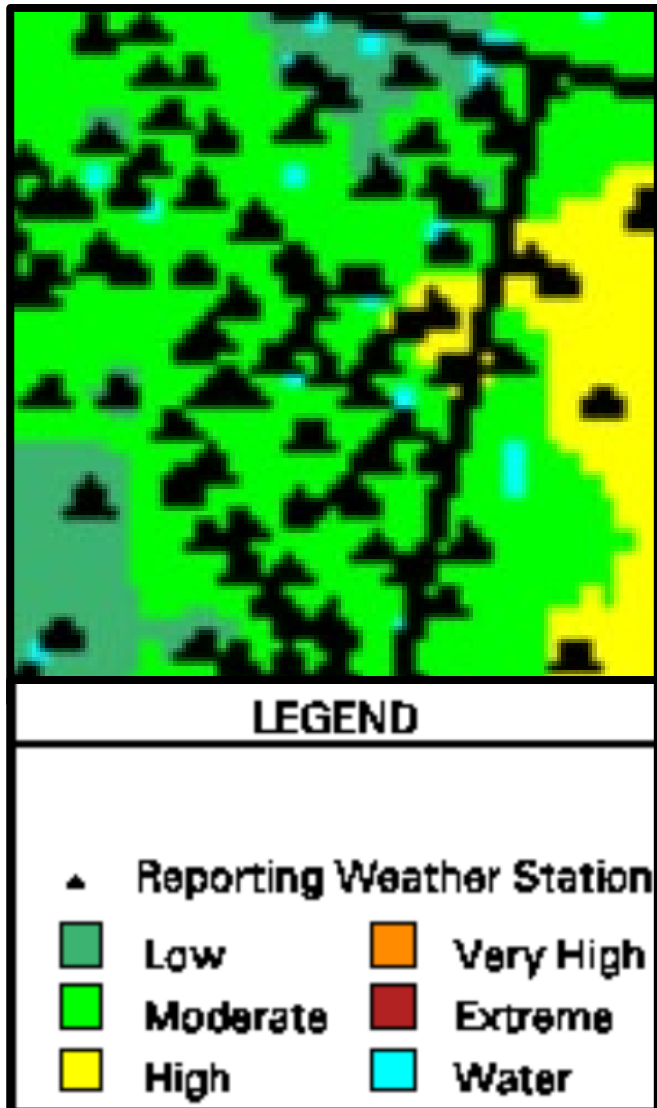 LEGEND
Reporting Weather Station
Low
Very High
Moderate
Extreme
High
Water